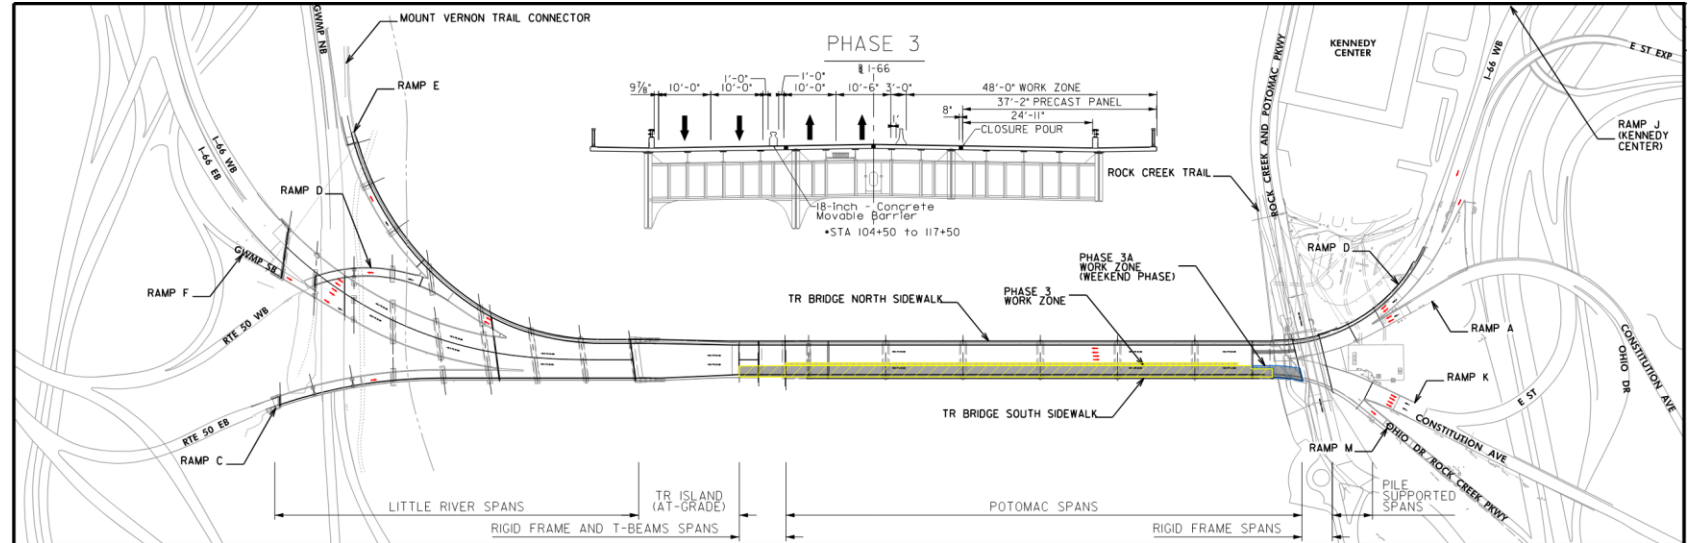 GWMP NB
MOUNT VERNON TRAIL CONNECTOR
RAMP E
I-66 WB
I-66 EB
RAMP D
GWMP SB
RAMP F
RTE 50 WB
RTE 50 EB
RAMP C
PHASE 3
I-66
9⅞"
10'-0"
1'-0"
10'-0"
1'-0"
10'-0"
10'-6"
3'-0"
48'-0" WORK ZONE
37'-2" PRECAST PANEL
8"
24'-11"
1'
CLOSURE POUR
18-inch - Concrete
Movable Barrier
*STA 104+50 to 117+50
ROCK CREEK TRAIL
ROCK CREEK AND POTOMAC PKWY
KENNEDY
CENTER
I-66 WB
E ST EXP
RAMP J
(KENNEDY
CENTER)
PHASE 3A
WORK ZONE
(WEEKEND PHASE)
PHASE 3
WORK ZONE
TR BRIDGE NORTH SIDEWALK
TR BRIDGE SOUTH SIDEWALK
RAMP D
RAMP A
CONSTITUTION AVE
OHIO DR
RAMP K
E ST
CONSTITUTION AVE
RAMP M
OHIO DR/ROCK CREEK PKWY
LITTLE RIVER SPANS
TR ISLAND
(AT-GRADE)
RIGID FRAME AND T-BEAMS SPANS
POTOMAC SPANS
RIGID FRAME SPANS
PILE
SUPPORTED
SPANS